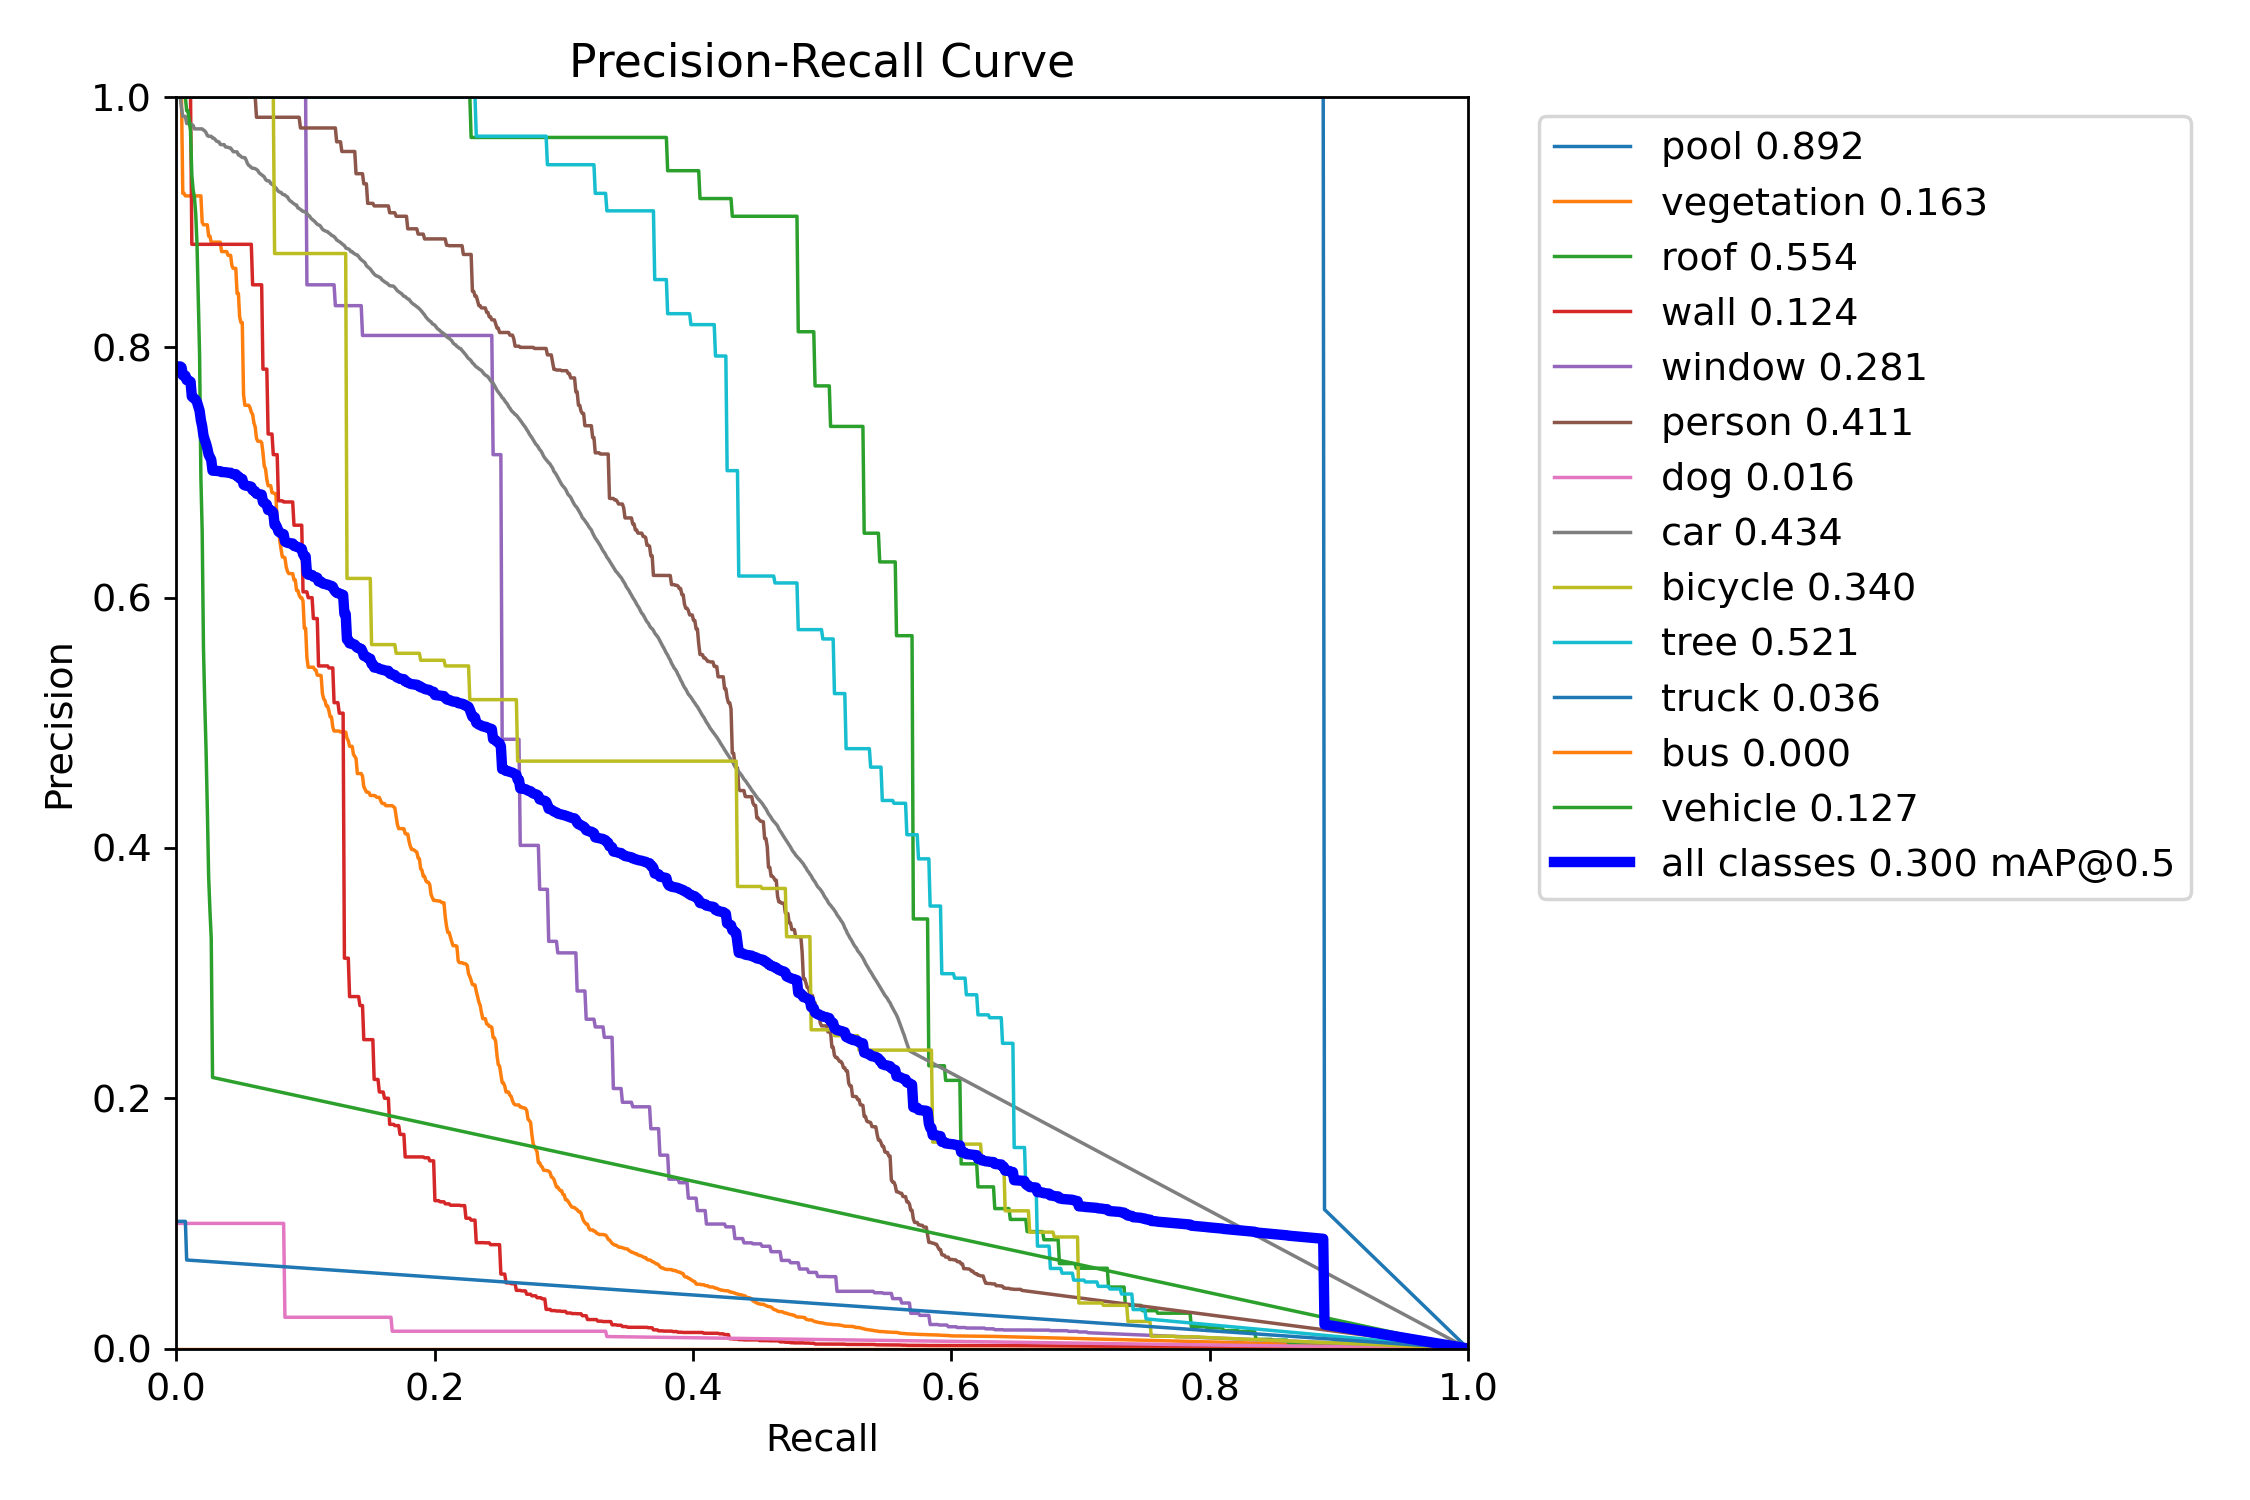 Precision-Recall Curve
1.0
0.8
0.6
0.4
0.2
0.0
Precision
0.0 0.2 0.4 0.6 0.8 1.0
Recall
pool 0.892
vegetation 0.163
roof 0.554
wall 0.124
window 0.281
person 0.411
dog 0.016
car 0.434
bicycle 0.340
tree 0.521
truck 0.036
bus 0.000
vehicle 0.127
all classes 0.300 mAP@0.5